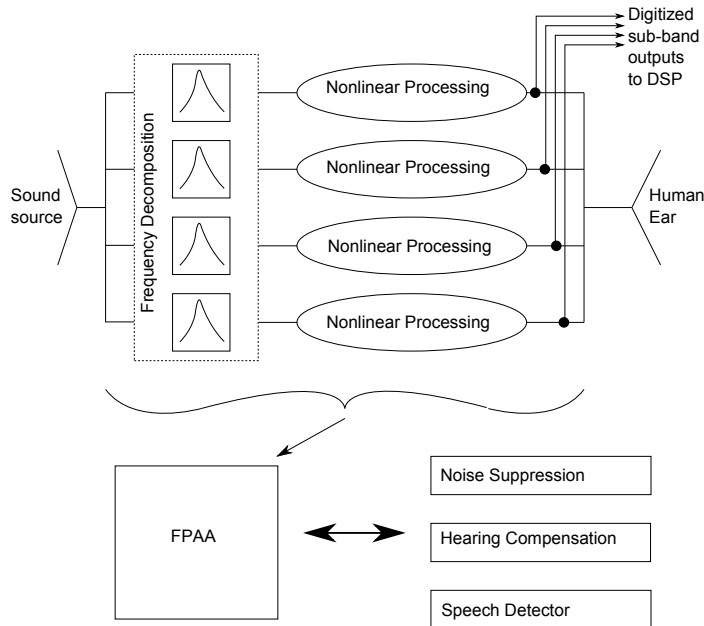 Digitized
sub-band
outputs
to DSP
Nonlinear Processing
Nonlinear Processing
Nonlinear Processing
Nonlinear Processing
Frequency Decomposition
Sound
source
Human
Ear
FPAA
Noise Suppression
Hearing Compensation
Speech Detector